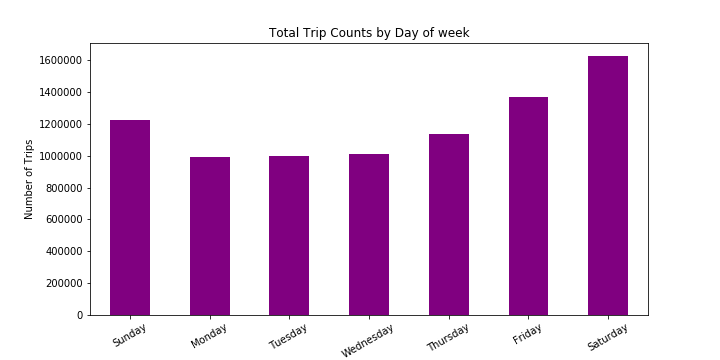 Total Trip Counts by Day of week
Number of Trips
1600000
1400000
1200000
1000000
800000
600000
400000
200000
0
Sunday
Monday
Tuesday
Wednesday
Thursday
Friday
Saturday